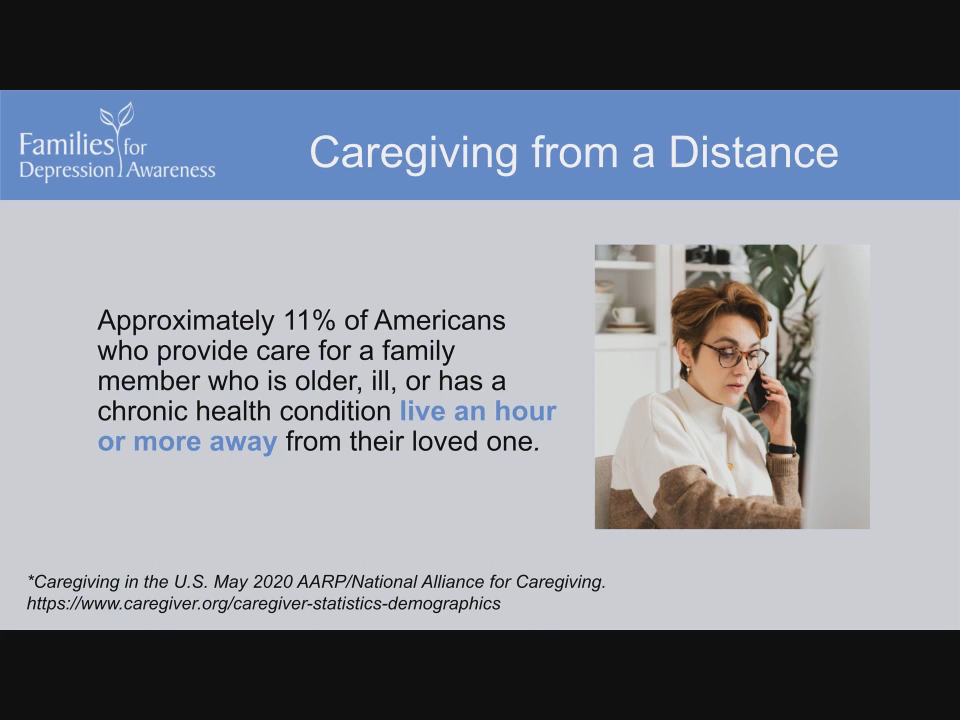 Families for
Depression Awareness
Caregiving from a Distance
Approximately 11% of Americans
who provide care for a family
member who is older, ill, or has a
chronic health condition live an hour
or more away from their loved one.
*Caregiving in the U.S. May 2020 AARP/National Alliance for Caregiving.
https://www.caregiver.org/caregiver-statistics-demographics